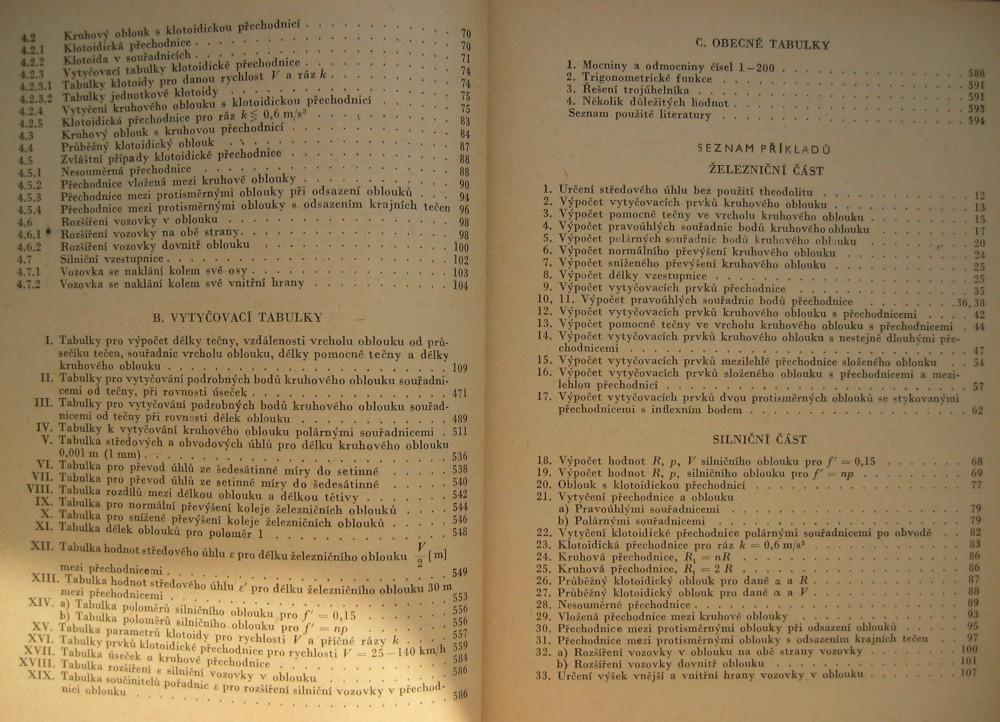 4.2 Kruhový oblouk s klotoidickou přechodnicí . . . 70
4.2.1 Klotoidická přechodnice . . . 70
4.2.2 Klotoida v souřadnicích . . . 71
4.2.3 Vytyčovací tabulky klotoidické přechodnice . . . 74
4.2.3.1 Tabulky klotoidy pro danou rychlost V a ráz k . . . 74
4.2.3.2 Tabulky jednotkové klotoidy . . . 75
4.2.4 Vytyčení kruhového oblouku s klotoidickou přechodnicí 75
4.2.5 Klotoidická přechodnice pro ráz k ≶ 0,6 m/s³ . . . 83
4.3 Kruhový oblouk s kruhovou přechodnicí . . . 84
4.4 Průběžný klotoidický oblouk . . . 87
4.5 Zvláštní případy klotoidické přechodnice . . . 88
4.5.1 Nesouměrná přechodnice . . . 88
4.5.2 Přechodnice vložená mezi kruhové oblouky . . . 90
4.5.3 Přechodnice mezi protisměrnými oblouky při odsazení oblouků . . . 94
4.5.4 Přechodnice mezi protisměrnými oblouky s odsazením krajních tečen 96
4.6 Rozšíření vozovky v oblouku . . . 98
4.6.1 Rozšíření vozovky na obě strany . . . 98
4.6.2 Rozšíření vozovky dovnitř oblouku . . . 100
4.7 Silniční vzestupnice . . . 102
4.7.1 Vozovka se naklání kolem své osy . . . 103
4.7.2 Vozovka se naklání kolem své vnitřní hrany . . . 104
B. VYTYČOVACÍ TABULKY
I. Tabulky pro výpočet délky tečny, vzdálenosti vrcholu oblouku od prů-
sečíku tečen, souřadnic vrcholu oblouku, délky pomocné tečny a délky
kruhového oblouku . . . 109
II. Tabulky pro vytyčování podrobných bodů kruhového oblouku souřadni-
cemi od tečny, při rovnosti úseček . . . 471
III. Tabulky pro vytyčování podrobných bodů kruhového oblouku souřad-
nicemi od tečny při rovnosti délek oblouku . . . 489
IV. Tabulky k vytyčování kruhového oblouku polárnými souřadnicemi . 511
V. Tabulka středových a obvodových úhlů pro délku kruhového oblouku
0,001 m (1 mm) . . . 536
VI. Tabulka pro převod úhlů ze šedesátinné míry do setinné . . . 538
VII. Tabulka pro převod úhlů ze setinné míry do šedesátinné . . . 540
VIII. Tabulka rozdílů mezi délkou oblouku a délkou tětivy . . . 542
IX. Tabulka pro normální převýšení koleje železničních oblouků . . . 544
X. Tabulka pro snížené převýšení koleje železničních oblouků . . . 546
XI. Tabulka délek oblouků pro poloměr 1 . . . 548
XII. Tabulka hodnot středového úhlu ε pro délku železničního oblouku V/2 [m]
mezi přechodnicemi . . . 549
XIII. Tabulka hodnot středového úhlu ε′ pro délku železničního oblouku 30 m
mezi přechodnicemi . . . 553
XIV. a) Tabulka poloměrů silničního oblouku pro f′ = 0,15 . . . 556
b) Tabulka poloměrů silničního oblouku pro f′ = np . . . 556
XV. Tabulka parametrů klotoidy pro rychlosti V a příčné rázy k . . . 557
XVI. Tabulky prvků klotoidické přechodnice pro rychlosti V = 25—140 km/h 559
XVII. Tabulka úseček a kruhové přechodnice . . . 584
XVIII. Tabulka rozšíření e silniční vozovky v oblouku . . . 586
XIX. Tabulka součinitelů pořadnic e pro rozšíření silniční vozovky v přechod-
nici oblouku . . . 586
C. OBECNÉ TABULKY
1. Mocniny a odmocniny čísel 1—200 . . . 588
2. Trigonometrické funkce . . . 591
3. Řešení trojúhelníka . . . 591
4. Několik důležitých hodnot . . . 593
Seznam použité literatury . . . 594
SEZNAM PŘÍKLADŮ
ŽELEZNIČNÍ ČÁST
1. Určení středového úhlu bez použití theodolitu . . . 12
2. Výpočet vytyčovacích prvků kruhového oblouku . . . 13
3. Výpočet pomocné tečny ve vrcholu kruhového oblouku . . . 15
4. Výpočet pravoúhlých souřadnic bodů kruhového oblouku . . . 17
5. Výpočet polárných souřadnic bodů kruhového oblouku . . . 20
6. Výpočet normálního převýšení kruhového oblouku . . . 24
7. Výpočet sníženého převýšení kruhového oblouku . . . 25
8. Výpočet délky vzestupnice . . . 25
9. Výpočet vytyčovacích prvků přechodnice . . . 35
10, 11. Výpočet pravoúhlých souřadnic bodů přechodnice . . . 36,38
12. Výpočet vytyčovacích prvků kruhového oblouku s přechodnicemi . . . 42
13. Výpočet pomocné tečny ve vrcholu kruhového oblouku s přechodnicemi . 44
14. Výpočet vytyčovacích prvků kruhového oblouku s nestejně dlouhými pře-
chodnicemi . . . 47
15. Výpočet vytyčovacích prvků mezilehlé přechodnice složeného oblouku . . 54
16. Výpočet vytyčovacích prvků složeného oblouku s přechodnicemi a mezi-
lehlou přechodnicí . . . 57
17. Výpočet vytyčovacích prvků dvou protisměrných oblouků se stykovanými
přechodnicemi s inflexním bodem . . . 62
SILNIČNÍ ČÁST
18. Výpočet hodnot R, p, V silničního oblouku pro f′ = 0,15 . . . 68
19. Výpočet hodnot R, p, silničního oblouku pro f′ = np . . . 69
20. Oblouk s klotoidickou přechodnicí . . . 77
21. Vytyčení přechodnice a oblouku
a) Pravoúhlými souřadnicemi . . . 79
b) Polárnými souřadnicemi . . . 79
22. Vytyčení klotoidické přechodnice polárnými souřadnicemi po obvodě . . 82
23. Klotoidická přechodnice pro ráz k = 0,6 m/s³ . . . 83
24. Kruhová přechodnice, R₁ = nR . . . 86
25. Kruhová přechodnice, R₁ = 2 R . . . 86
26. Průběžný klotoidický oblouk pro dané α a R . . . 87
27. Průběžný klotoidický oblouk pro dané α a V . . . 88
28. Nesouměrné přechodnice . . . 89
29. Vložená přechodnice mezi kruhové oblouky . . . 93
30. Přechodnice mezi protisměrnými oblouky při odsazení oblouků . . . 95
31. Přechodnice mezi protisměrnými oblouky s odsazením krajních tečen . . . 97
32. a) Rozšíření vozovky v oblouku na obě strany vozovky . . . 100
b) Rozšíření vozovky dovnitř oblouku . . . 101
33. Určení výšek vnější a vnitřní hrany vozovky v oblouku . . . 107